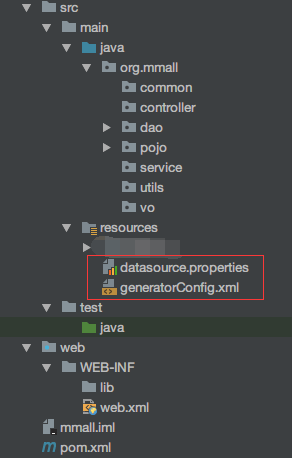 src
main
java
org.mmall
common
controller
dao
pojo
service
utils
vo
resources
datasource.properties
generatorConfig.xml
test
java
web
WEB-INF
lib
web.xml
mmall.iml
pom.xml